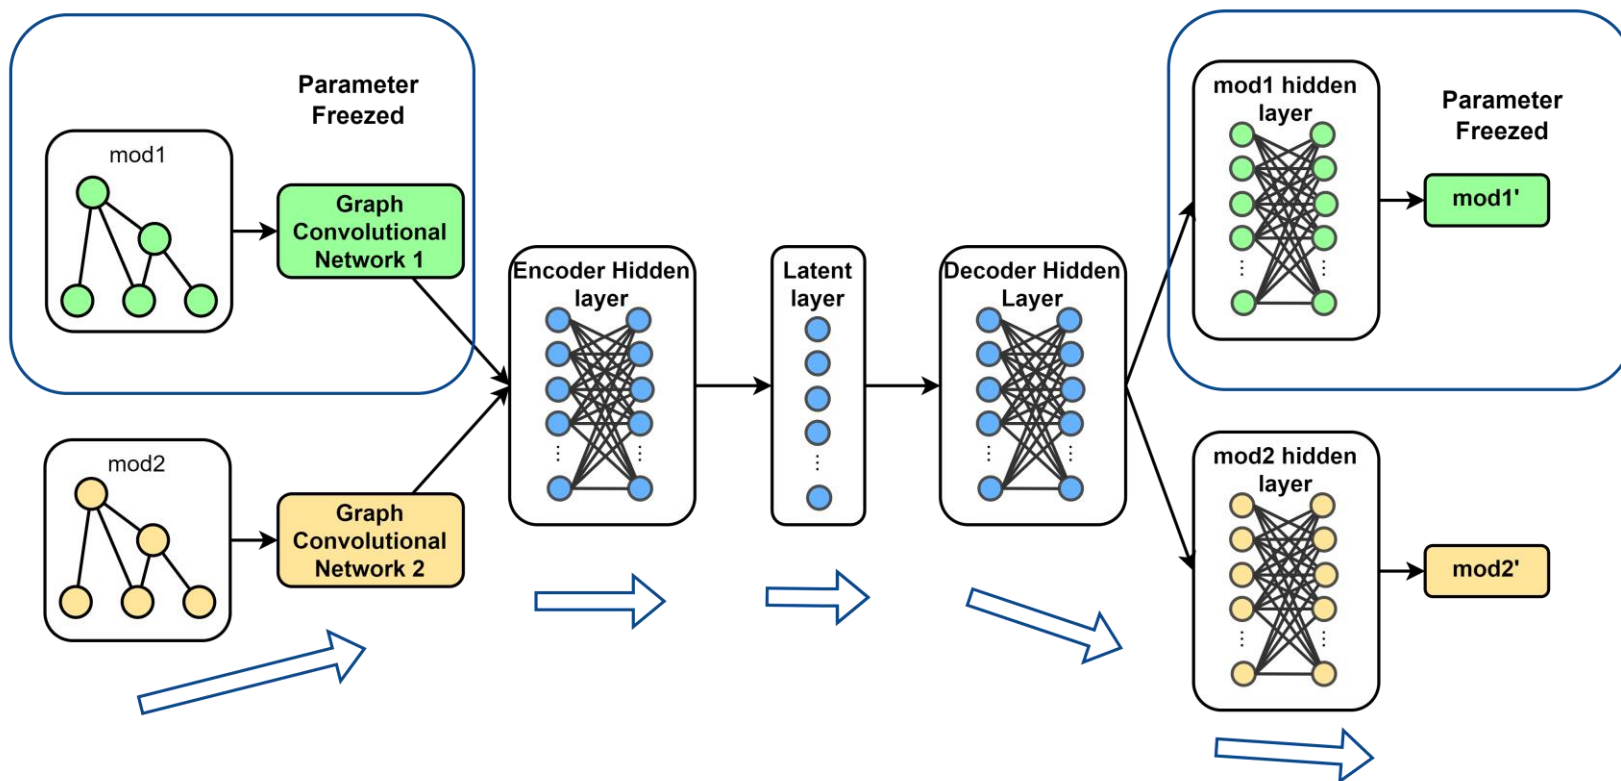 Parameter
Freezed
mod1
Graph
Convolutional
Network 1
mod2
Graph
Convolutional
Network 2
Encoder Hidden
layer
Latent
layer
Decoder Hidden
Layer
mod1 hidden
layer
Parameter
Freezed
mod1'
mod2 hidden
layer
mod2'